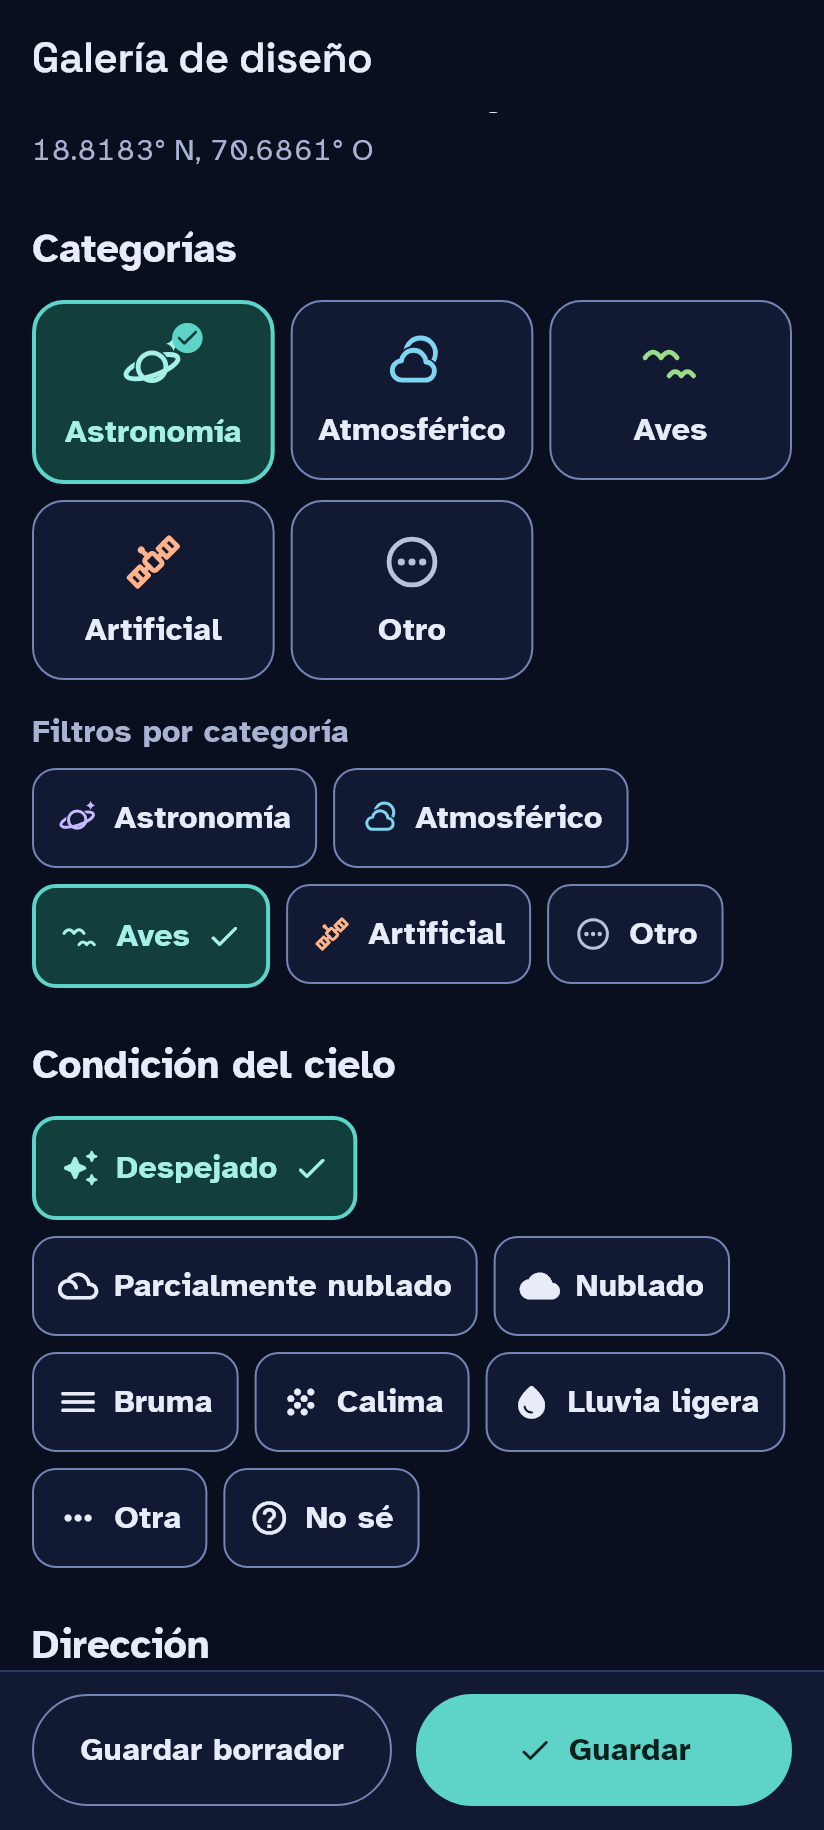 Galería de diseño
18.8183° N, 70.6861° O
Categorías
Astronomía
Atmosférico
Aves
Artificial
Otro
Filtros por categoría
Astronomía
Atmosférico
Aves
Artificial
Otro
Condición del cielo
Despejado
Parcialmente nublado
Nublado
Bruma
Calima
Lluvia ligera
Otra
No sé
Dirección
Guardar borrador
Guardar